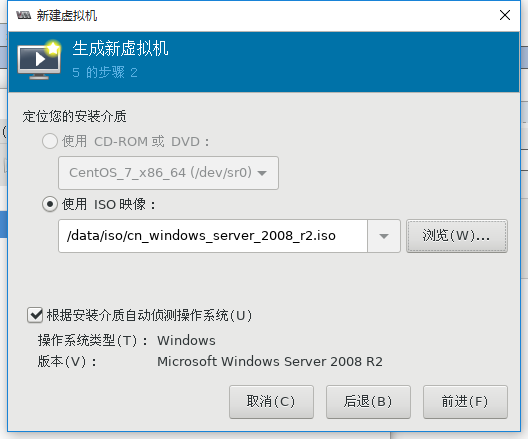 新建虚拟机
生成新虚拟机
5 的步骤 2
定位您的安装介质
使用 CD-ROM 或 DVD：
CentOS_7_x86_64 (/dev/sr0)
使用 ISO 映像：
/data/iso/cn_windows_server_2008_r2.iso
浏览(W)...
根据安装介质自动侦测操作系统(U)
操作系统类型(T)： Windows
版本(V)： Microsoft Windows Server 2008 R2
取消(C) 后退(B) 前进(F)